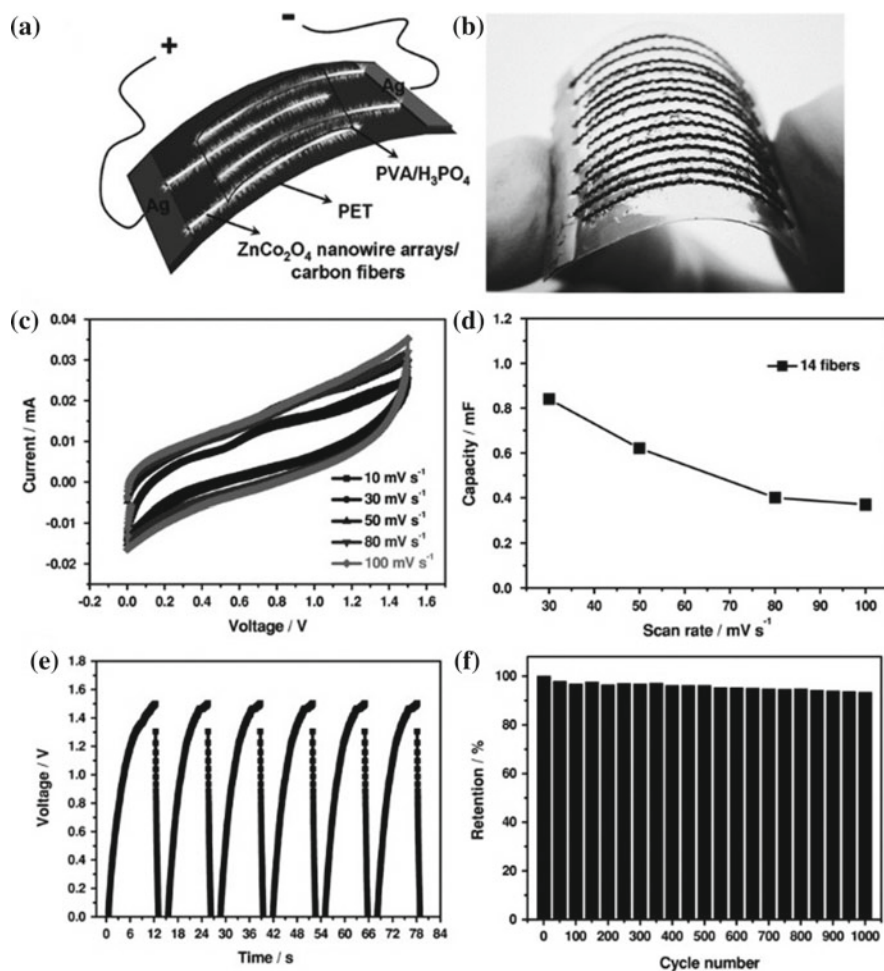 (a)
+
-
Ag
Ag
PVA/H₃PO₄
PET
ZnCo₂O₄ nanowire arrays/
carbon fibers
(b)
(c)
0.04
0.03
0.02
0.01
0.00
-0.01
-0.02
Current / mA
10 mV s⁻¹
30 mV s⁻¹
50 mV s⁻¹
80 mV s⁻¹
100 mV s⁻¹
-0.2 0.0 0.2 0.4 0.6 0.8 1.0 1.2 1.4 1.6
Voltage / V
(d)
1.2
1.0
0.8
0.6
0.4
0.2
0.0
Capacity / mF
14 fibers
30 40 50 60 70 80 90 100
Scan rate / mV s⁻¹
(e)
1.8
1.6
1.4
1.2
1.0
0.8
0.6
0.4
0.2
0.0
Voltage / V
0 6 12 18 24 30 36 42 48 54 60 66 72 78 84
Time / s
(f)
100
80
60
40
20
0
Retention / %
0 100 200 300 400 500 600 700 800 900 1000
Cycle number